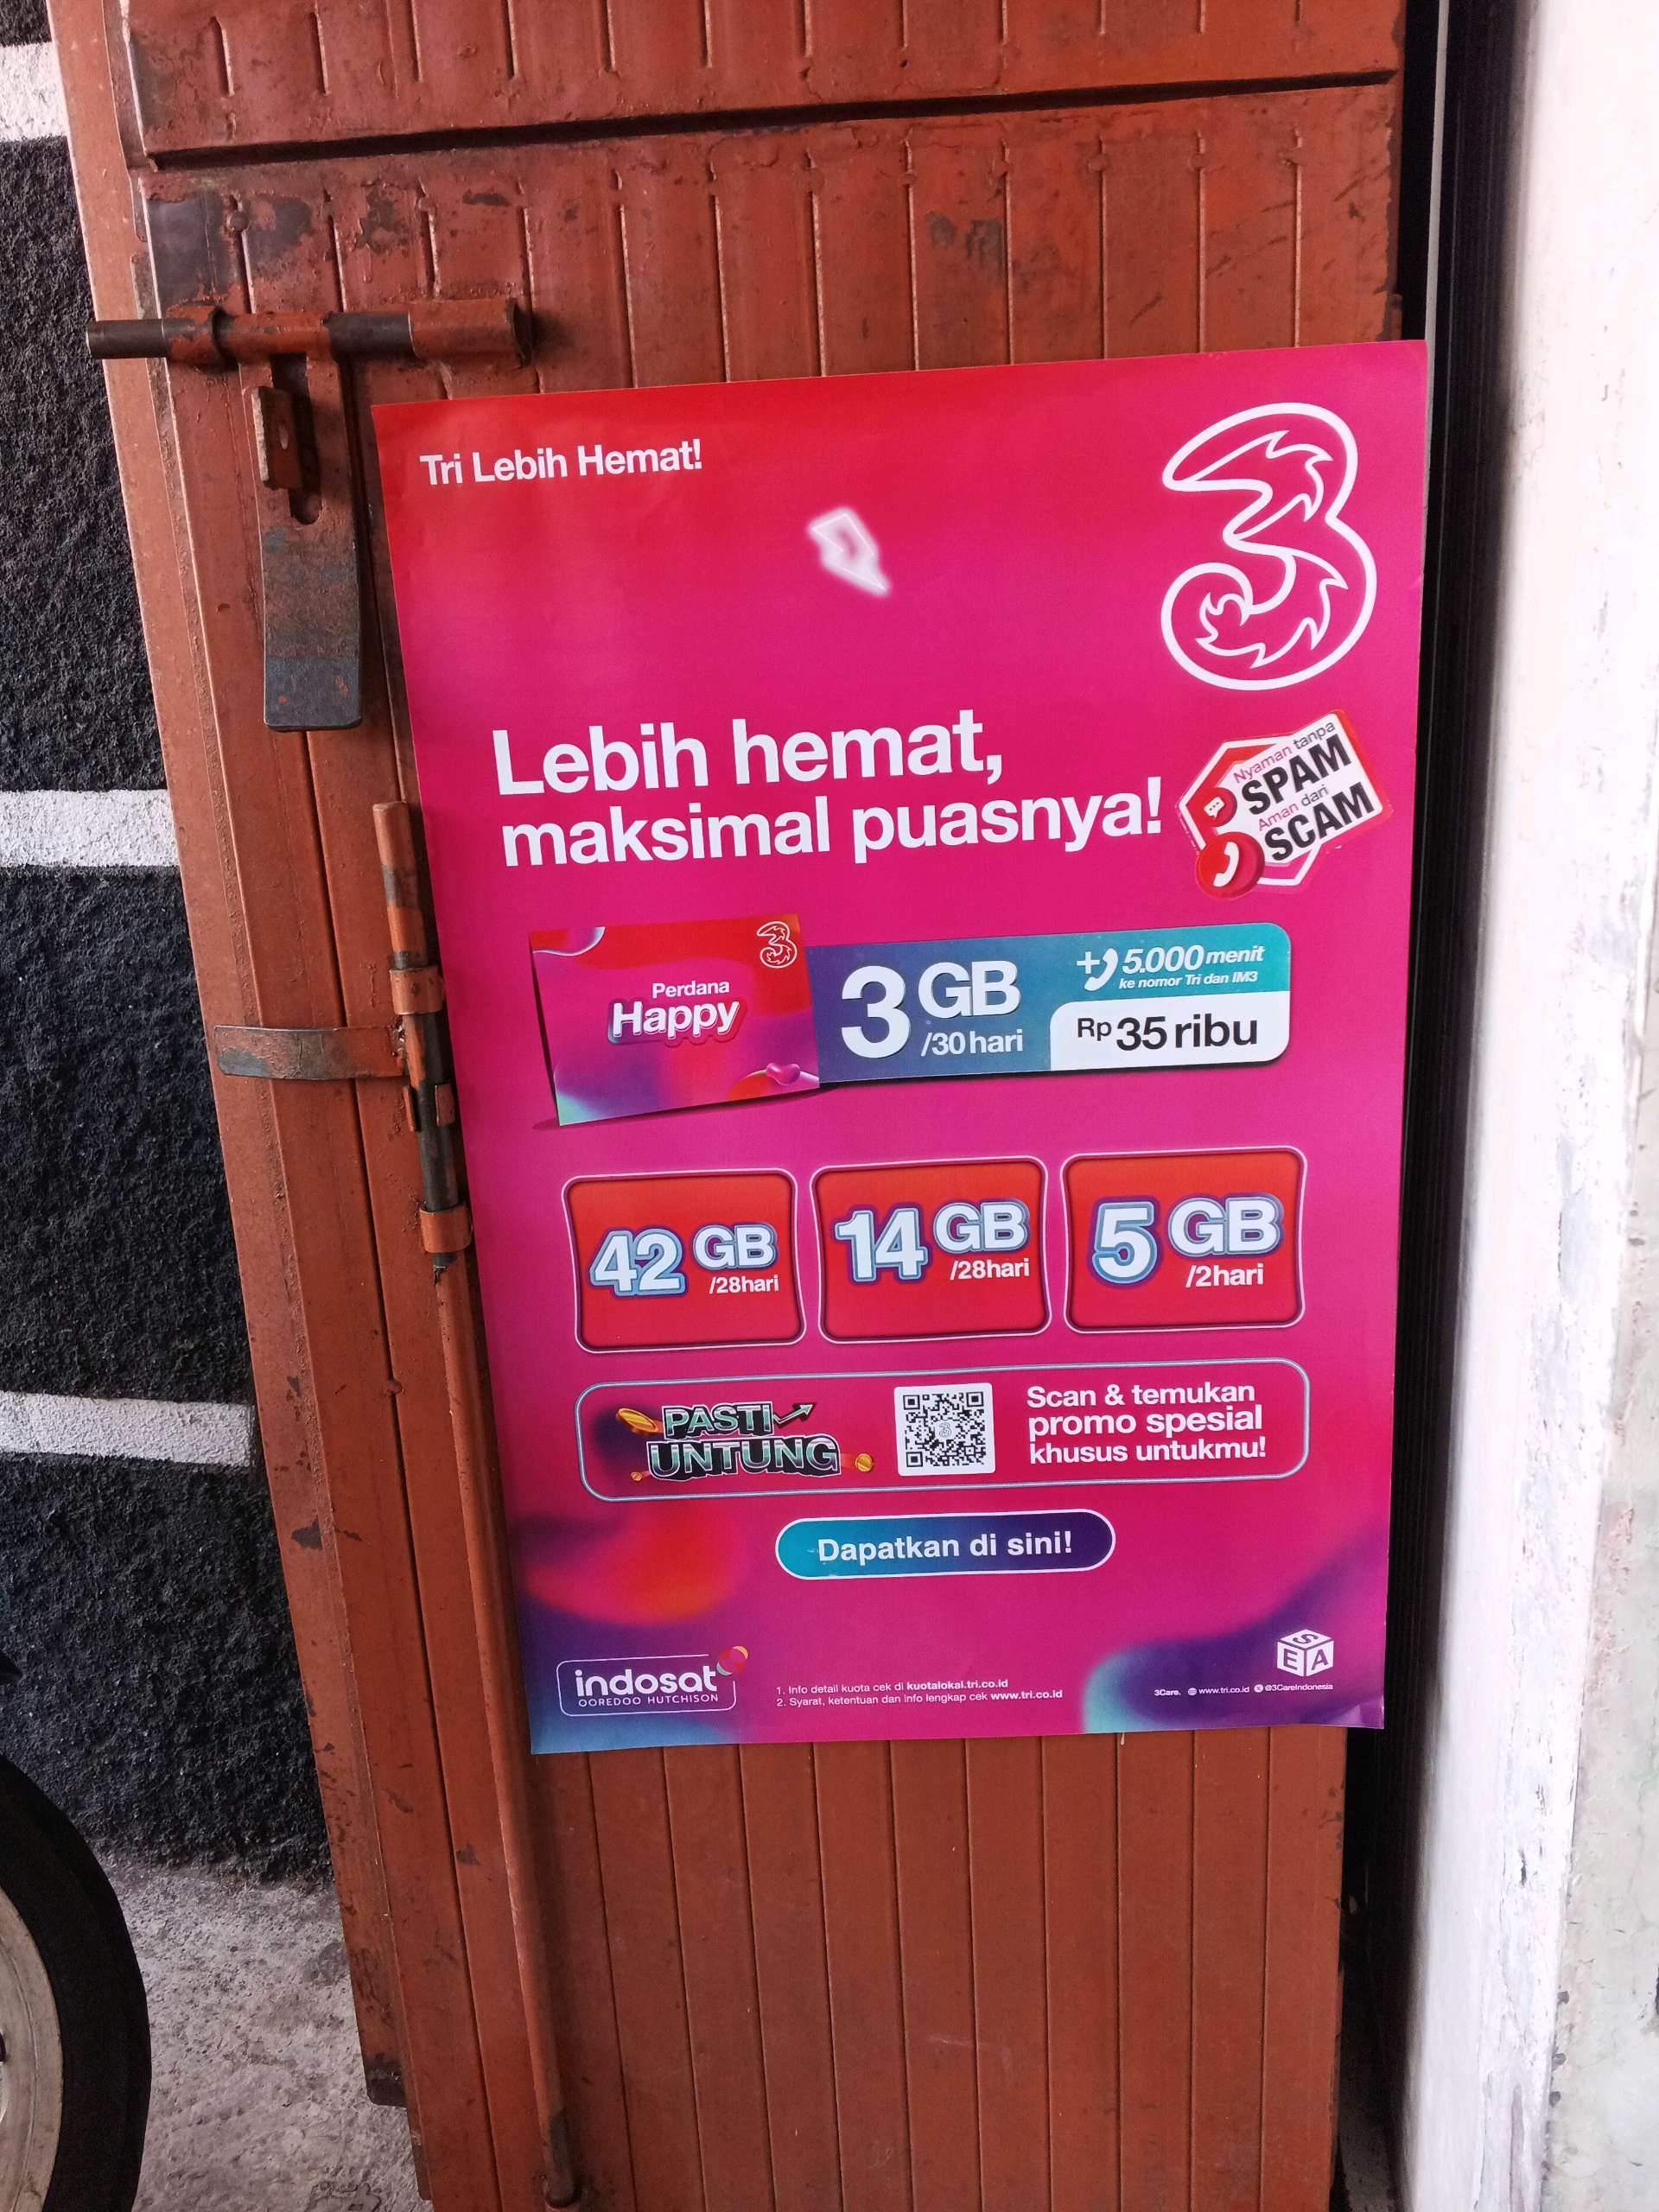 Tri Lebih Hemat!
3
Lebih hemat,
maksimal puasnya!
Nyaman tanpa
SPAM
Aman dari
SCAM
Perdana
Happy
3 GB
/30 hari
+ 5.000 menit
ke nomor Tri dan IM3
Rp 35 ribu
42 GB
/28hari
14 GB
/28hari
5 GB
/2hari
PASTI
UNTUNG
Scan & temukan
promo spesial
khusus untukmu!
Dapatkan di sini!
indosat
OOREDOO HUTCHISON
1. Info detail kuota cek di kuotalokal.tri.co.id
2. Syarat, ketentuan dan info lengkap cek www.tri.co.id
SEA
3Care. www.tri.co.id @3CareIndonesia